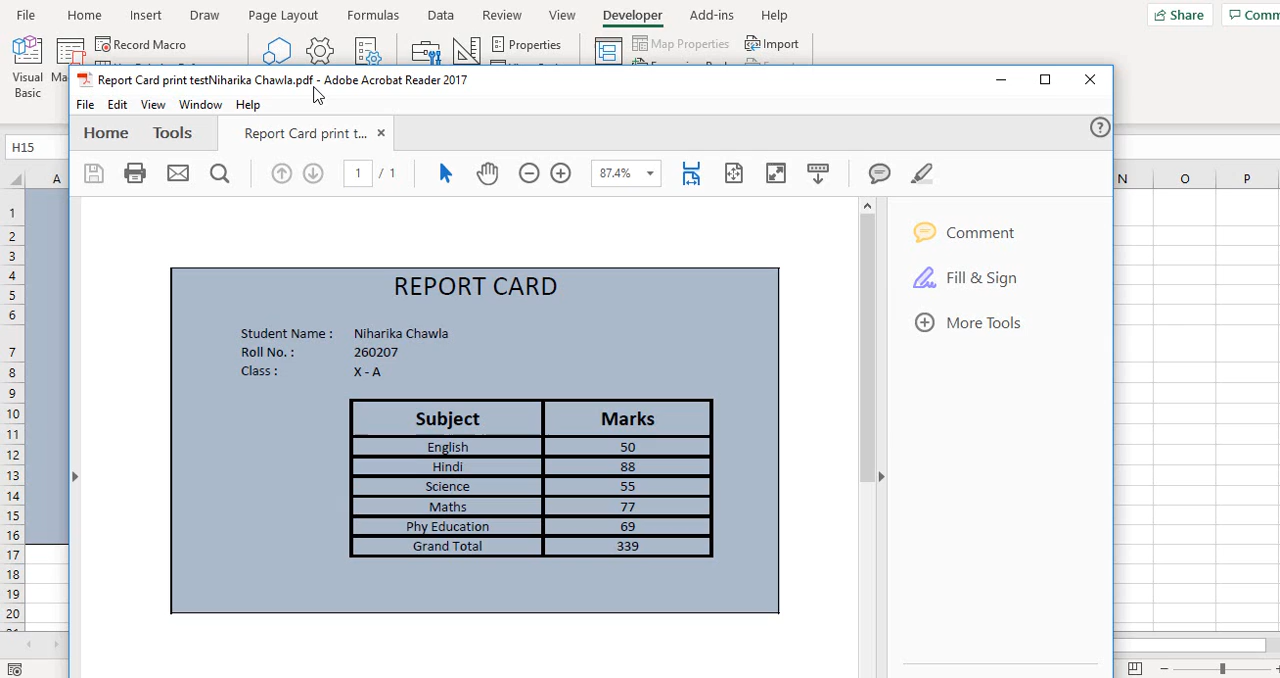 File Home Insert Draw Page Layout Formulas Data Review View Developer Add-ins Help Share
Record Macro Properties Map Properties Import
Visual
Basic
Report Card print testNiharika Chawla.pdf - Adobe Acrobat Reader 2017
File Edit View Window Help
Home Tools Report Card print t... ×
H15
1 / 1 87.4%
A N O P
1
2
3
4
5
6
7
8
9
10
11
12
13
14
15
16
17
18
19
20
Comment
Fill & Sign
More Tools
REPORT CARD
Student Name : Niharika Chawla
Roll No. : 260207
Class : X - A
Subject Marks
English 50
Hindi 88
Science 55
Maths 77
Phy Education 69
Grand Total 339